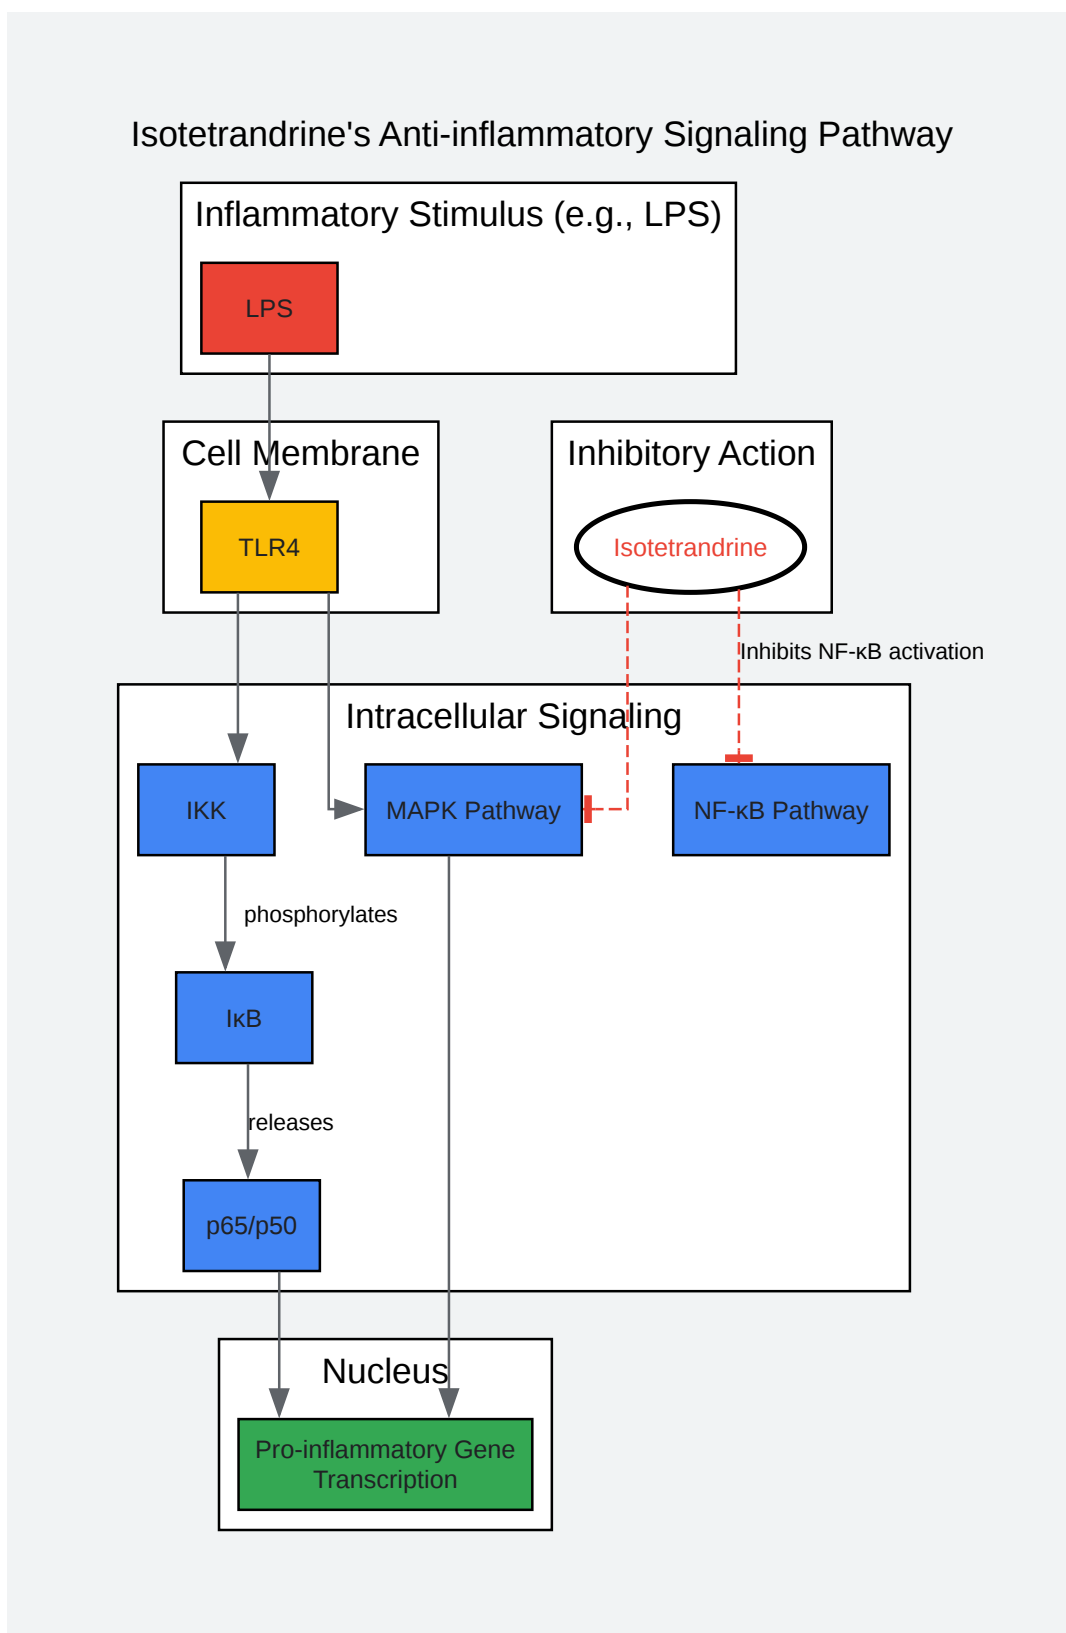 Isotetrandrine's Anti-inflammatory Signaling Pathway
Inflammatory Stimulus (e.g., LPS)
LPS
Cell Membrane
Inhibitory Action
TLR4
Isotetrandrine
Inhibits NF-κB activation
Intracellular Signaling
IKK
MAPK Pathway
NF-κB Pathway
phosphorylates
IκB
releases
p65/p50
Nucleus
Pro-inflammatory Gene
Transcription